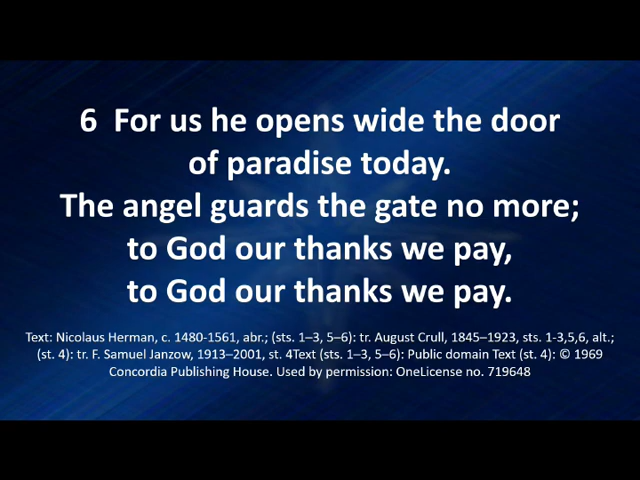 6  For us he opens wide the door
of paradise today.
The angel guards the gate no more;
to God our thanks we pay,
to God our thanks we pay.
Text: Nicolaus Herman, c. 1480-1561, abr.; (sts. 1–3, 5–6): tr. August Crull, 1845–1923, sts. 1-3,5,6, alt.;
(st. 4): tr. F. Samuel Janzow, 1913–2001, st. 4Text (sts. 1–3, 5–6): Public domain Text (st. 4): © 1969
Concordia Publishing House. Used by permission: OneLicense no. 719648